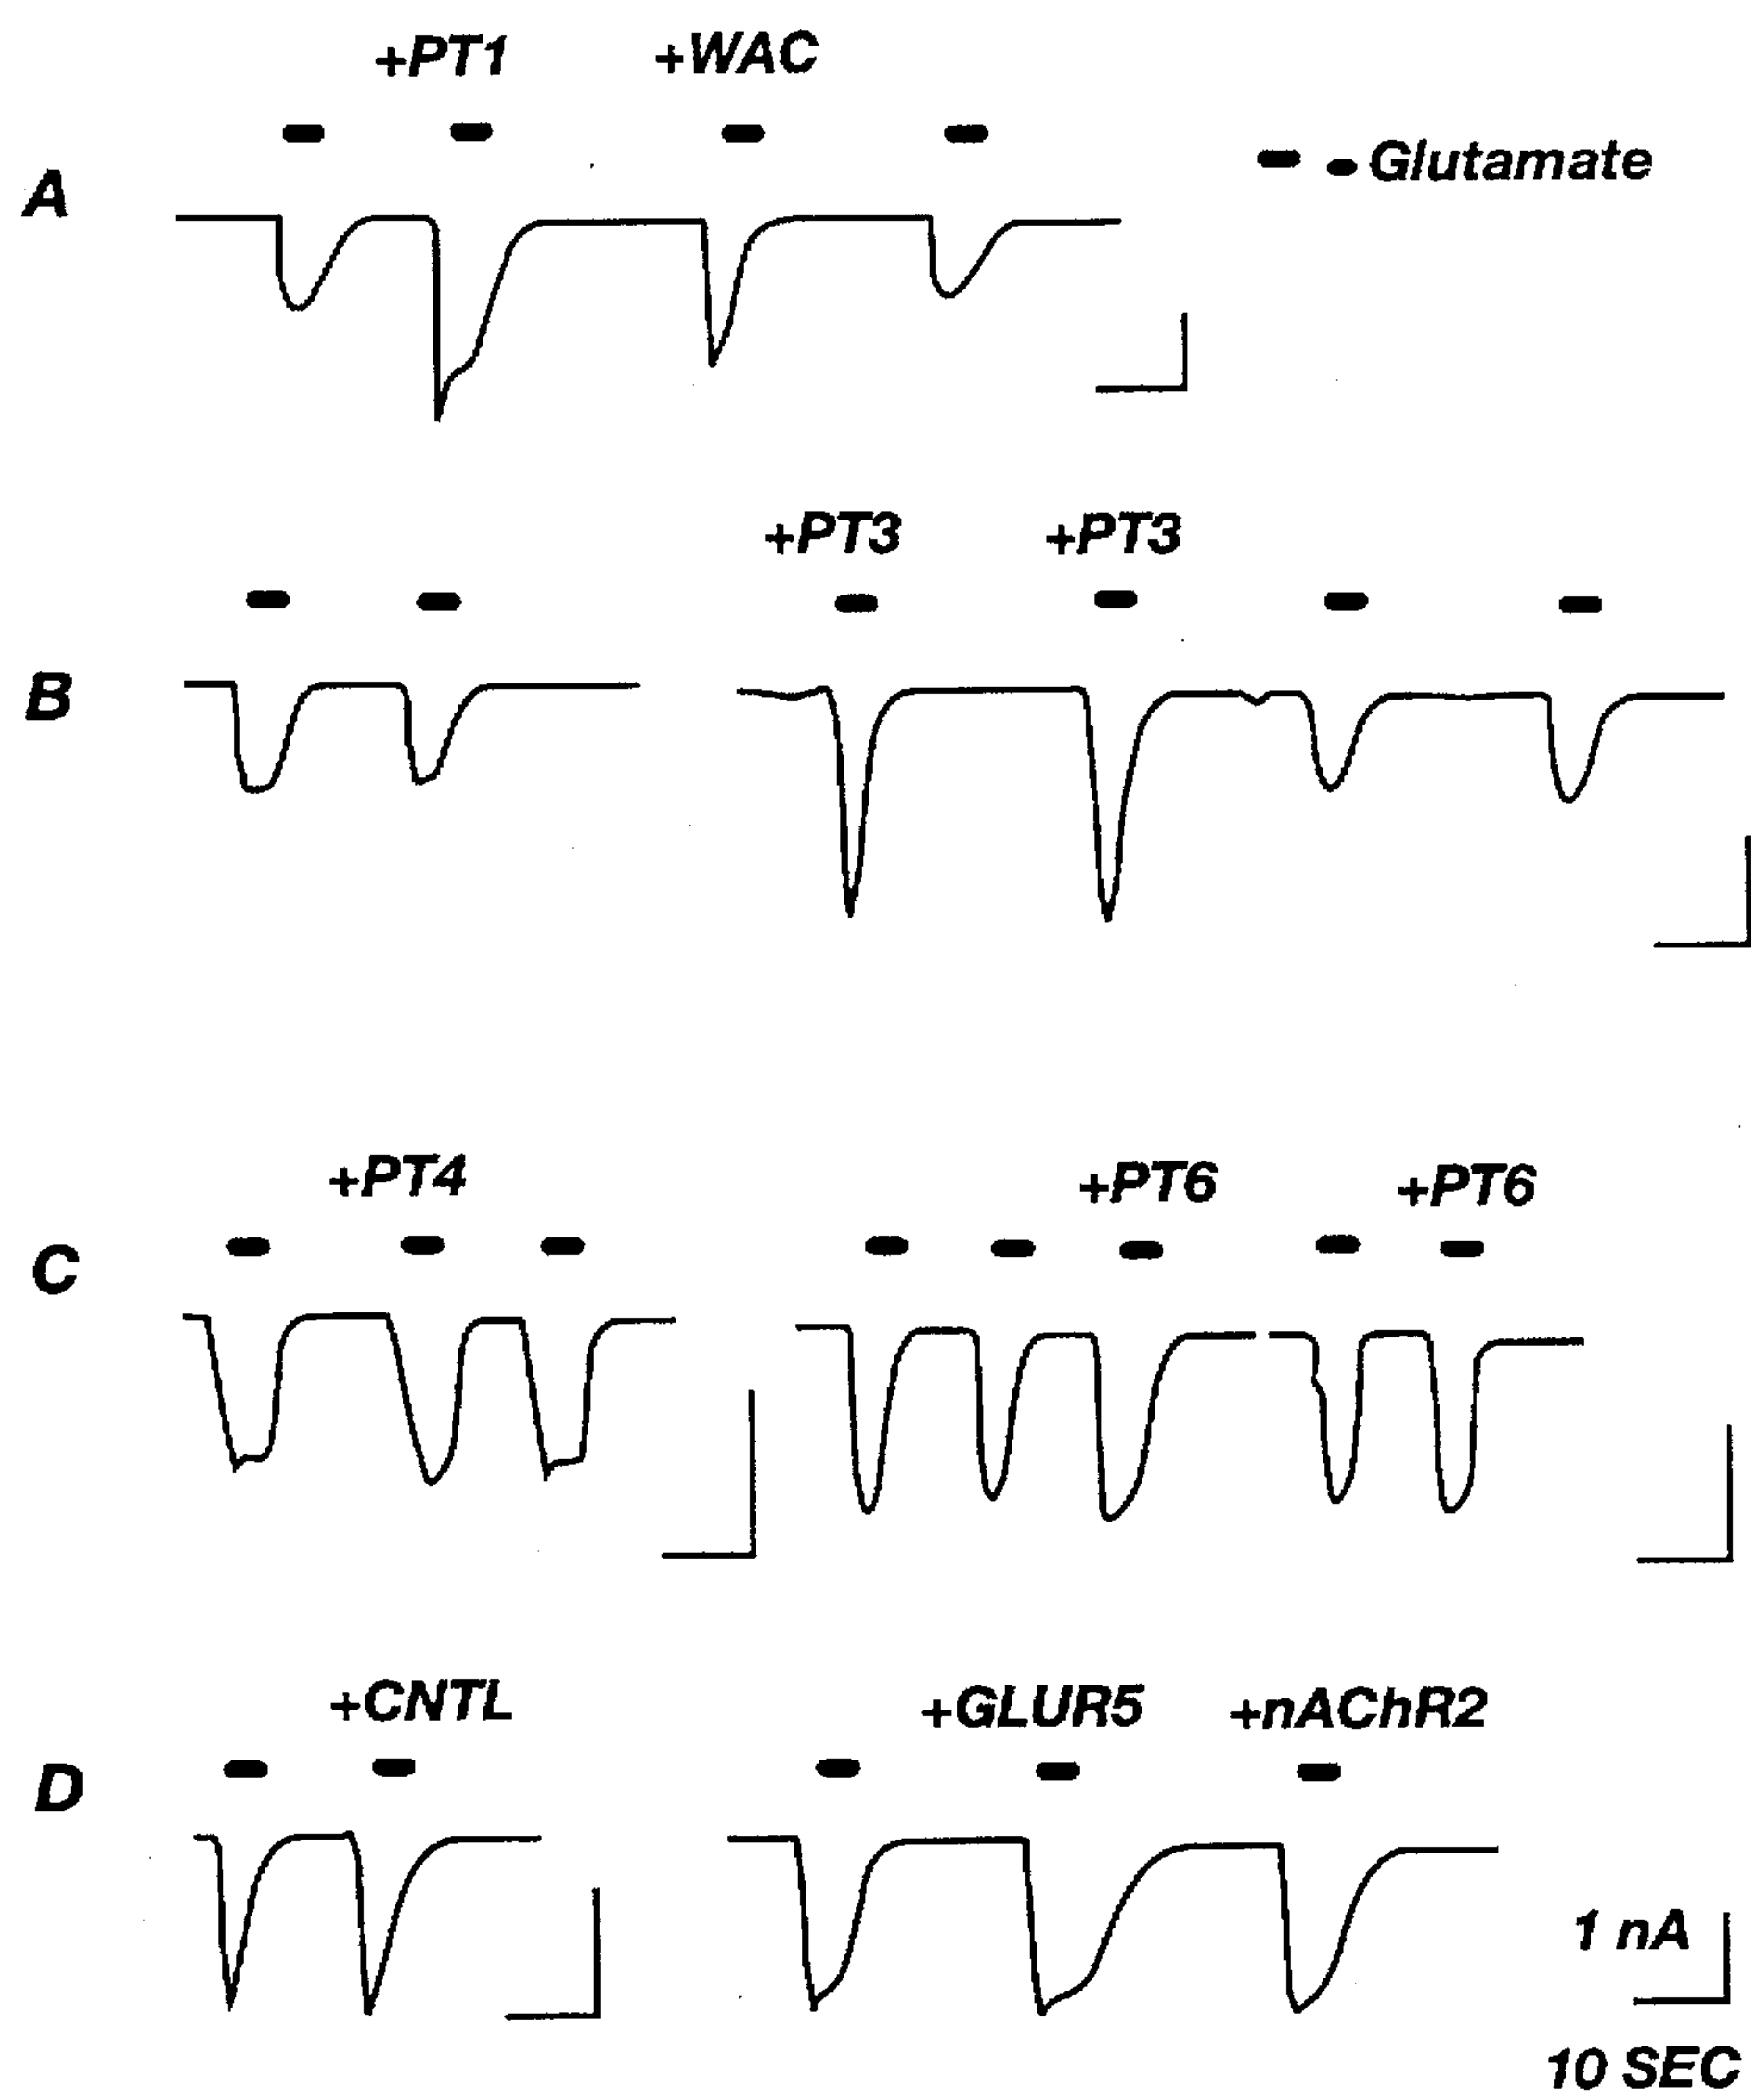 +PT1 +WAC
Glutamate
A
+PT3 +PT3
B
+PT4 +PT6 +PT6
C
+CNTL +GLUR5 +nAChR2
D
1 nA
10 SEC